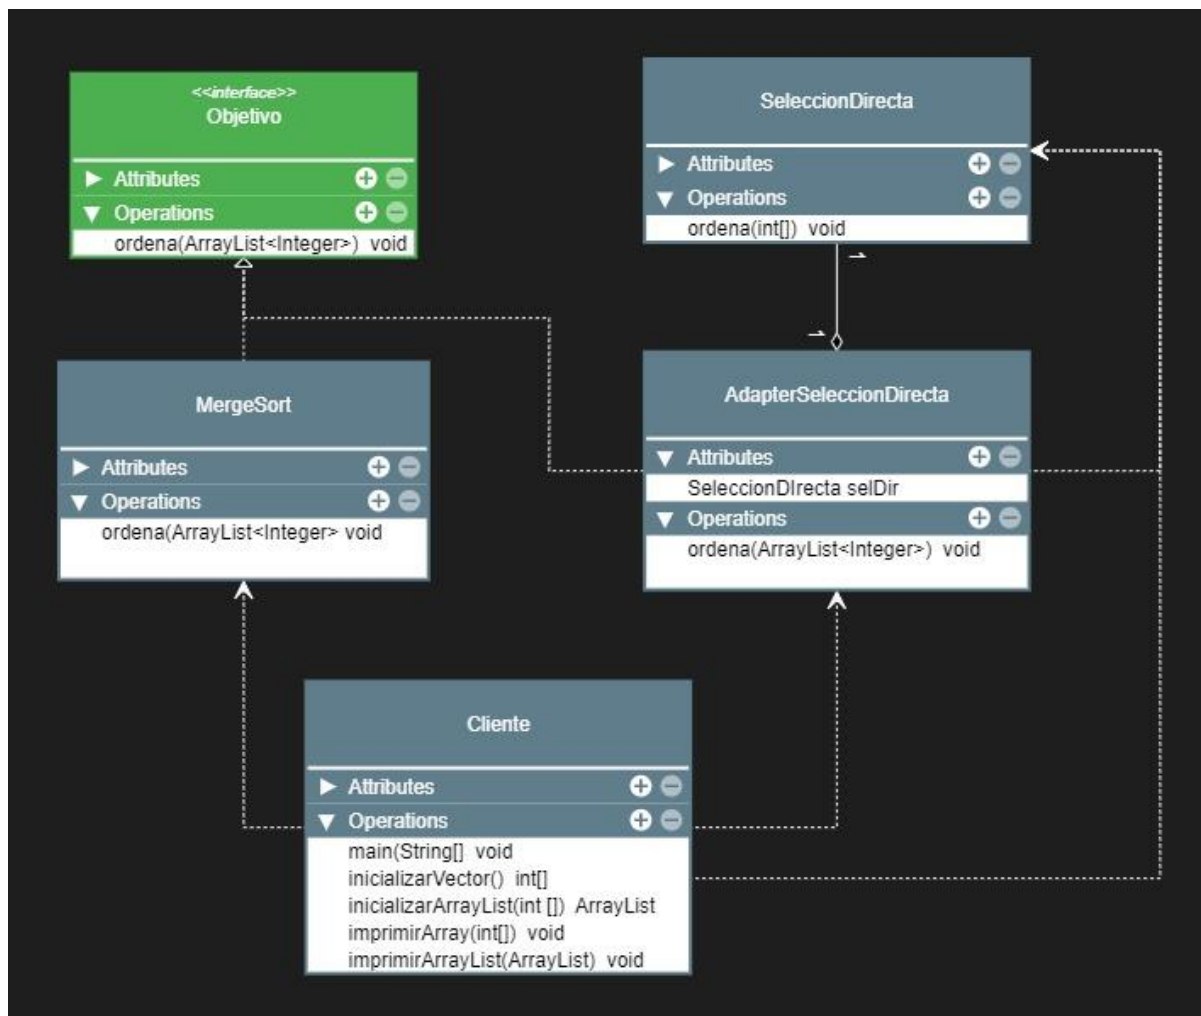 <<interface>>
Objetivo
Attributes
Operations
ordena(ArrayList<Integer>) void
SeleccionDirecta
Attributes
Operations
ordena(int[]) void
1
1
MergeSort
Attributes
Operations
ordena(ArrayList<Integer> void
AdapterSeleccionDirecta
Attributes
SeleccionDIrecta selDir
Operations
ordena(ArrayList<Integer>) void
Cliente
Attributes
Operations
main(String[] void
inicializarVector() int[]
inicializarArrayList(int []) ArrayList
imprimirArray(int[]) void
imprimirArrayList(ArrayList) void